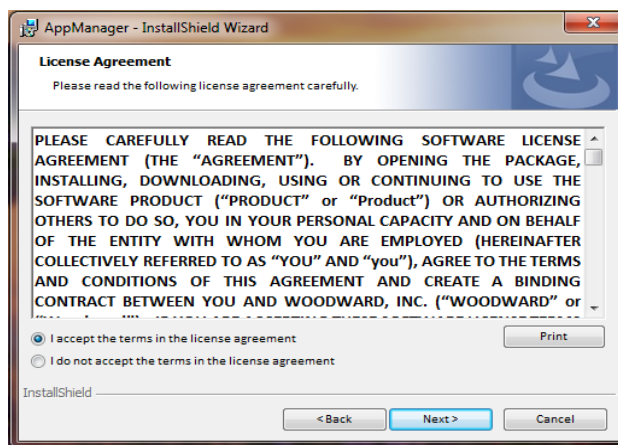 AppManager - InstallShield Wizard
License Agreement
Please read the following license agreement carefully.
PLEASE CAREFULLY READ THE FOLLOWING SOFTWARE LICENSE
AGREEMENT (THE “AGREEMENT”). BY OPENING THE PACKAGE,
INSTALLING, DOWNLOADING, USING OR CONTINUING TO USE THE
SOFTWARE PRODUCT (“PRODUCT” or “Product”) OR AUTHORIZING
OTHERS TO DO SO, YOU IN YOUR PERSONAL CAPACITY AND ON BEHALF
OF THE ENTITY WITH WHOM YOU ARE EMPLOYED (HEREINAFTER
COLLECTIVELY REFERRED TO AS “YOU” AND “you”), AGREE TO THE TERMS
AND CONDITIONS OF THIS AGREEMENT AND CREATE A BINDING
CONTRACT BETWEEN YOU AND WOODWARD, INC. (“WOODWARD” or
I accept the terms in the license agreement
Print
I do not accept the terms in the license agreement
InstallShield
< Back
Next >
Cancel